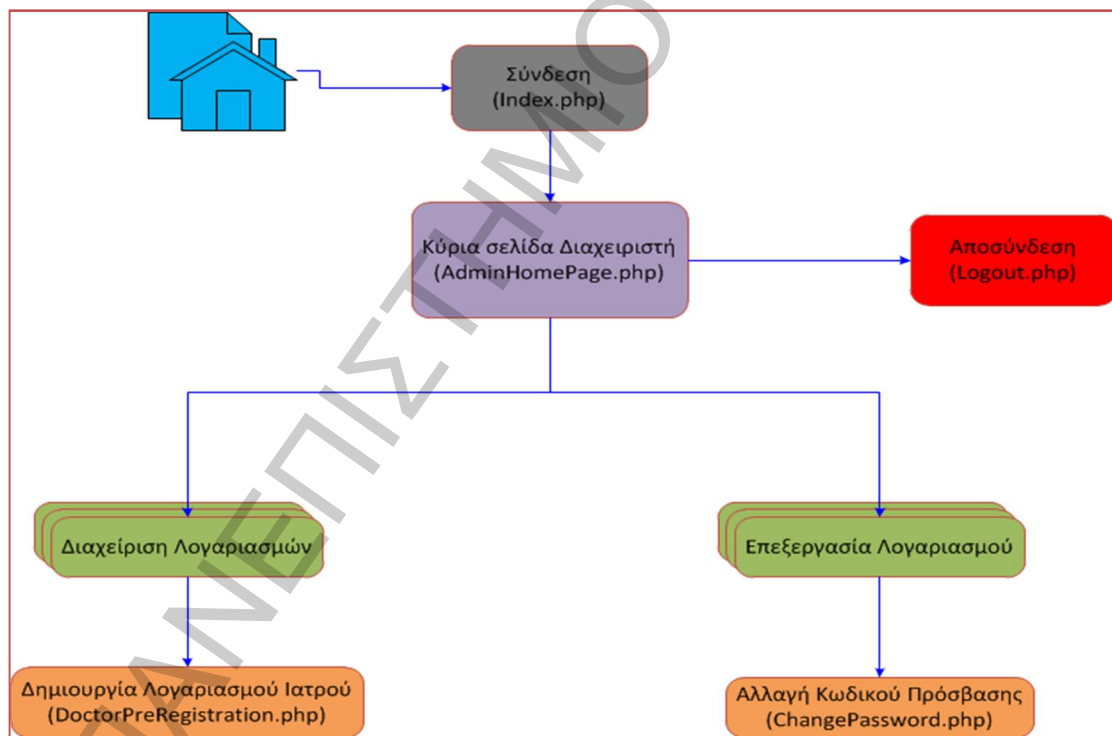 Σύνδεση
(Index.php)
Κύρια σελίδα Διαχειριστή
(AdminHomePage.php)
Αποσύνδεση
(Logout.php)
Διαχείριση Λογαριασμών
Επεξεργασία Λογαριασμού
Δημιουργία Λογαριασμού Ιατρού
(DoctorPreRegistration.php)
Αλλαγή Κωδικού Πρόσβασης
(ChangePassword.php)
ΠΑΝΕΠΙΣΤΗΜΙΟ